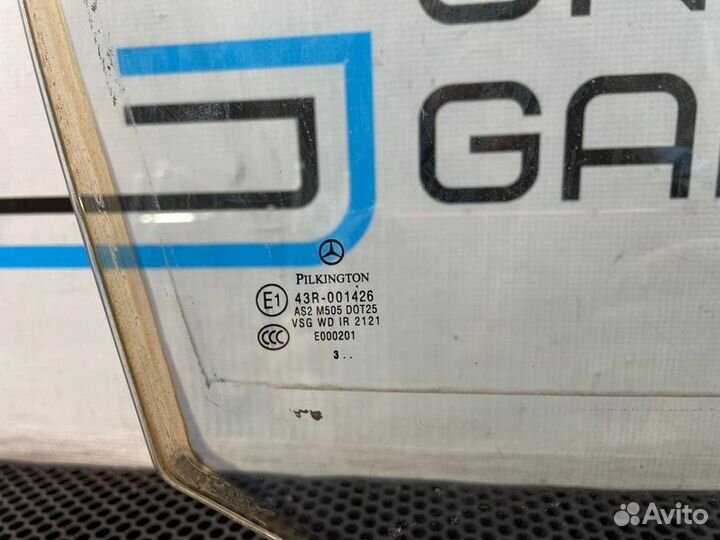 GA
PILKINGTON
E1 43R-001426
AS2 M505 DOT25
VSG WD IR 2121
CCC E000201
3 . .
Avito